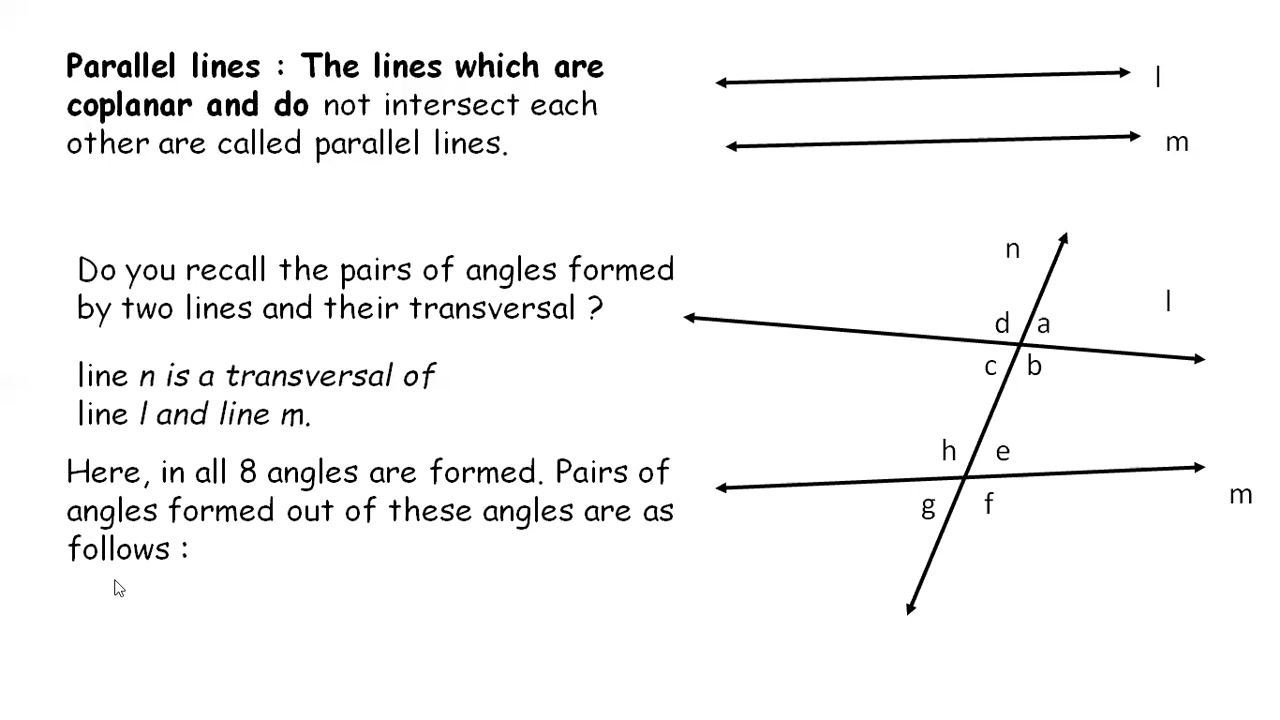 Parallel lines : The lines which are
coplanar and do not intersect each
other are called parallel lines.
l
m
Do you recall the pairs of angles formed
by two lines and their transversal ?
line n is a transversal of
line l and line m.
Here, in all 8 angles are formed. Pairs of
angles formed out of these angles are as
follows :
n
l
d a
c b
h e
m
g f